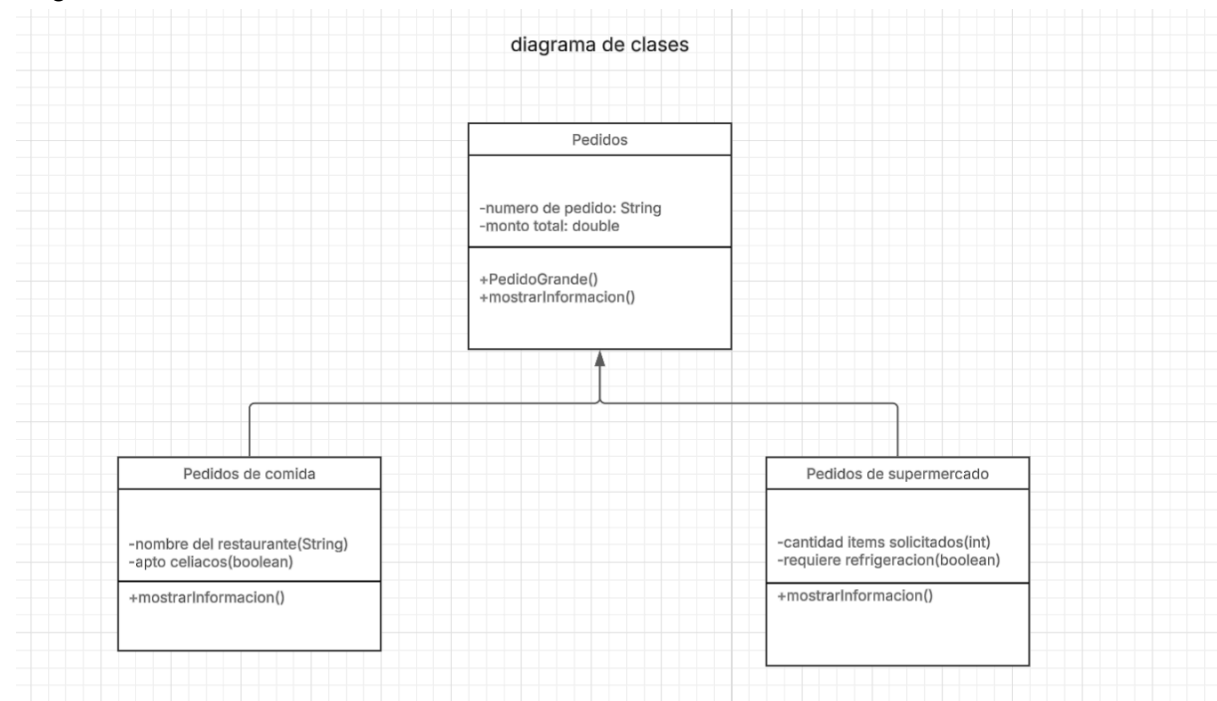 diagrama de clases
Pedidos
-numero de pedido: String
-monto total: double
+PedidoGrande()
+mostrarInformacion()
Pedidos de comida
-nombre del restaurante(String)
-apto celiacos(boolean)
+mostrarInformacion()
Pedidos de supermercado
-cantidad items solicitados(int)
-requiere refrigeracion(boolean)
+mostrarInformacion()